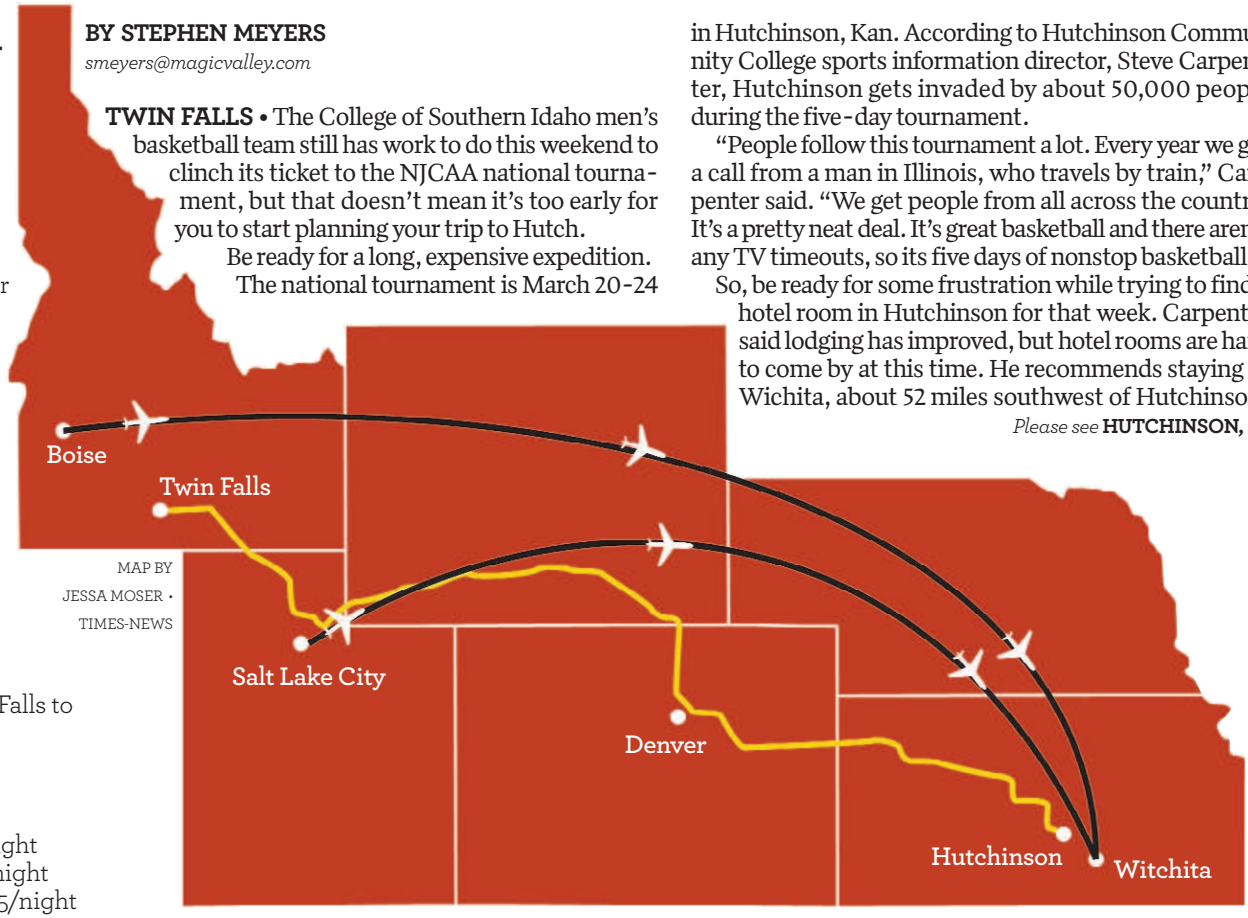 BY STEPHEN MEYERS
smeyers@magicvalley.com
TWIN FALLS • The College of Southern Idaho men's
basketball team still has work to do this weekend to
clinch its ticket to the NJCAA national tourna-
ment, but that doesn't mean it's too early for
you to start planning your trip to Hutch.
Be ready for a long, expensive expedition.
The national tournament is March 20-24
in Hutchinson, Kan. According to Hutchinson Commu
nity College sports information director, Steve Carpen
ter, Hutchinson gets invaded by about 50,000 peop
during the five-day tournament.
“People follow this tournament a lot. Every year we g
a call from a man in Illinois, who travels by train,” Car
penter said. “We get people from all across the countr
It's a pretty neat deal. It's great basketball and there aren
any TV timeouts, so its five days of nonstop basketball
So, be ready for some frustration while trying to find
hotel room in Hutchinson for that week. Carpent
said lodging has improved, but hotel rooms are har
to come by at this time. He recommends staying
Wichita, about 52 miles southwest of Hutchinso
Please see HUTCHINSON,
Boise
Twin Falls
MAP BY
JESSA MOSER •
TIMES-NEWS
Salt Lake City
Denver
Hutchinson
Witchita
Falls to
ght
night
5/night